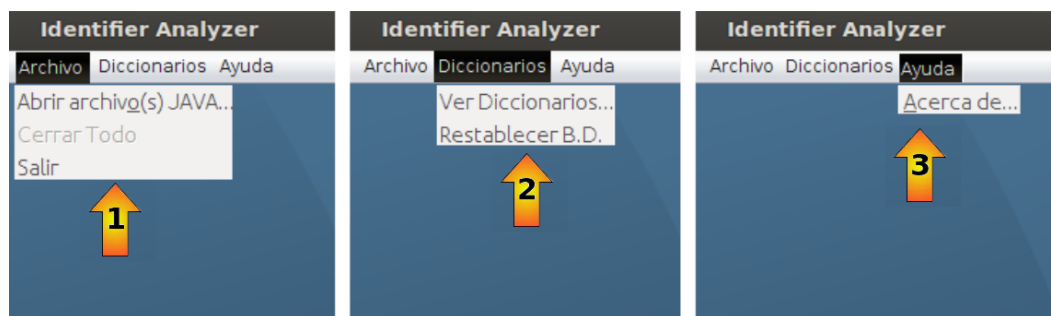 Identifier Analyzer
Archivo Diccionarios Ayuda
Abrir archivo(s) JAVA...
Cerrar Todo
Salir
1
Identifier Analyzer
Archivo Diccionarios Ayuda
Ver Diccionarios...
Restablecer B.D.
2
Identifier Analyzer
Archivo Diccionarios Ayuda
Acerca de...
3